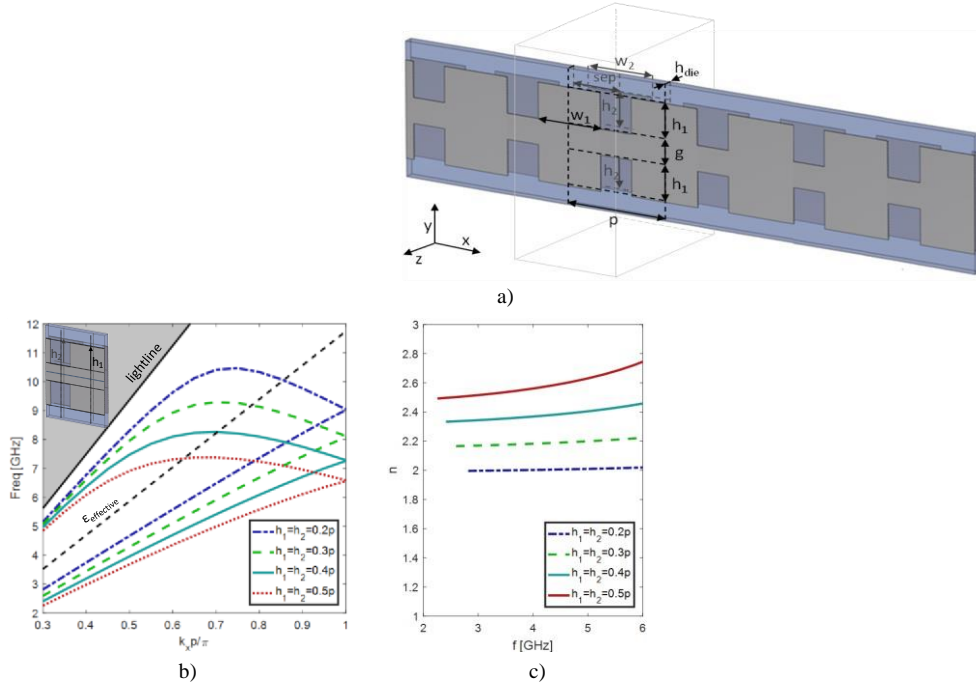 w₂
h_die
sep
h₂
h₁
w₁
g
h₂
h₁
p
y
x
z
a)
12
11
10
9
8
7
6
5
4
3
2
Freq [GHz]
h₂
h₁
lightline
ε_effective
h₁=h₂=0.2p
h₁=h₂=0.3p
h₁=h₂=0.4p
h₁=h₂=0.5p
0.3 0.4 0.5 0.6 0.7 0.8 0.9 1
kₓp/π
b)
3
2.8
2.6
2.4
2.2
2
1.8
1.6
1.4
1.2
1
n
h₁=h₂=0.2p
h₁=h₂=0.3p
h₁=h₂=0.4p
h₁=h₂=0.5p
2 3 4 5 6
f [GHz]
c)